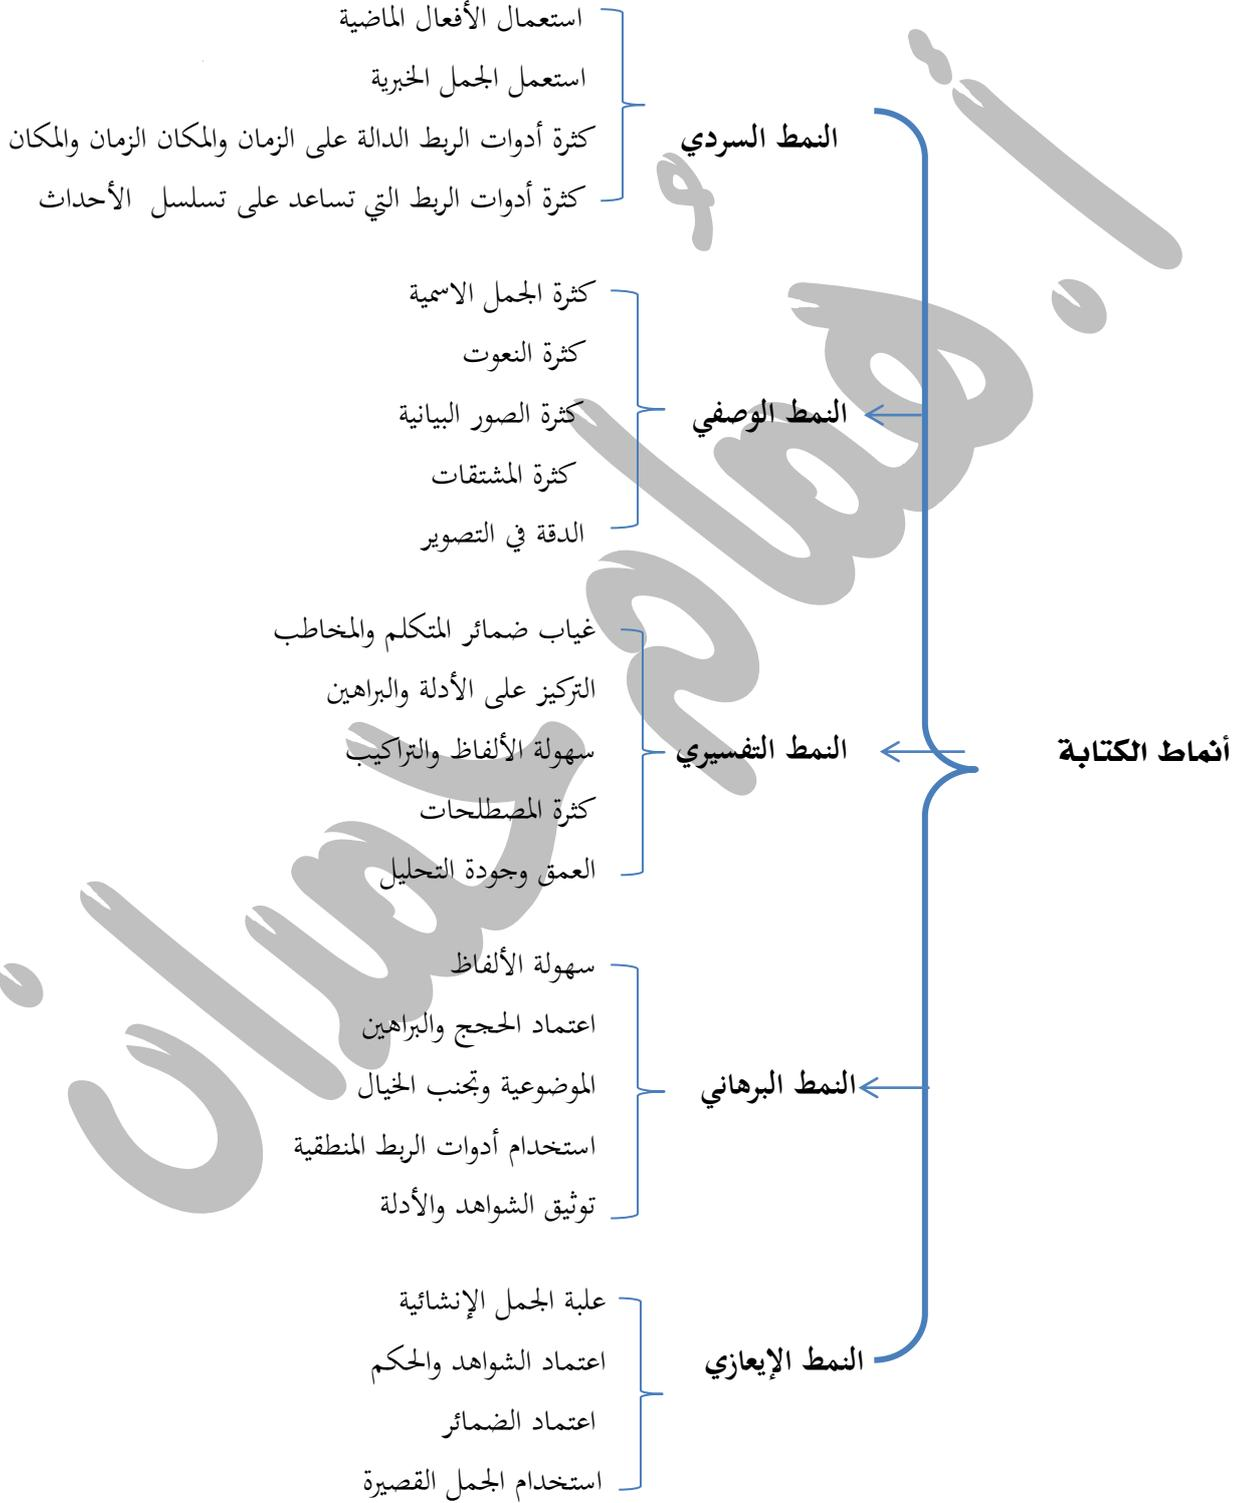 أنماط الكتابة
النمط السردي
استعمال الأفعال الماضية
استعمل الجمل الخبرية
كثرة أدوات الربط الدالة على الزمان والمكان الزمان والمكان
كثرة أدوات الربط التي تساعد على تسلسل الأحداث
النمط الوصفي
كثرة الجمل الاسمية
كثرة النعوت
كثرة الصور البيانية
كثرة المشتقات
الدقة في التصوير
النمط التفسيري
غياب ضمائر المتكلم والمخاطب
التركيز على الأدلة والبراهين
سهولة الألفاظ والتراكيب
كثرة المصطلحات
العمق وجودة التحليل
النمط البرهاني
سهولة الألفاظ
اعتماد الحجج والبراهين
الموضوعية وتجنب الخيال
استخدام أدوات الربط المنطقية
توثيق الشواهد والأدلة
النمط الإيعازي
علبة الجمل الإنشائية
اعتماد الشواهد والحكم
اعتماد الضمائر
استخدام الجمل القصيرة